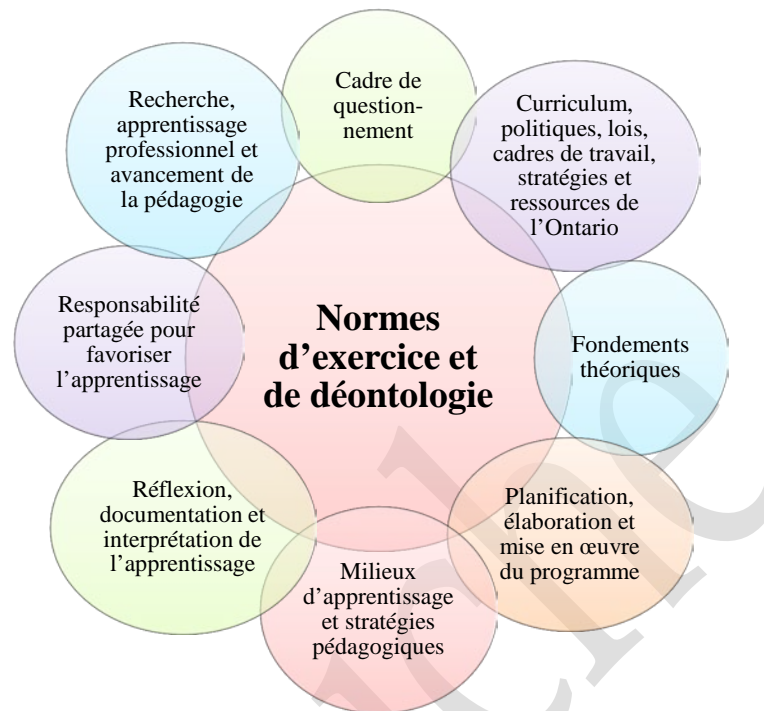 Cadre de
question-
nement
Curriculum,
politiques, lois,
cadres de travail,
stratégies et
ressources de
l’Ontario
Fondements
théoriques
Planification,
élaboration et
mise en œuvre
du programme
Milieux
d’apprentissage
et stratégies
pédagogiques
Réflexion,
documentation et
interprétation de
l’apprentissage
Responsabilité
partagée pour
favoriser
l’apprentissage
Recherche,
apprentissage
professionnel et
avancement de
la pédagogie
Normes
d’exercice et
de déontologie